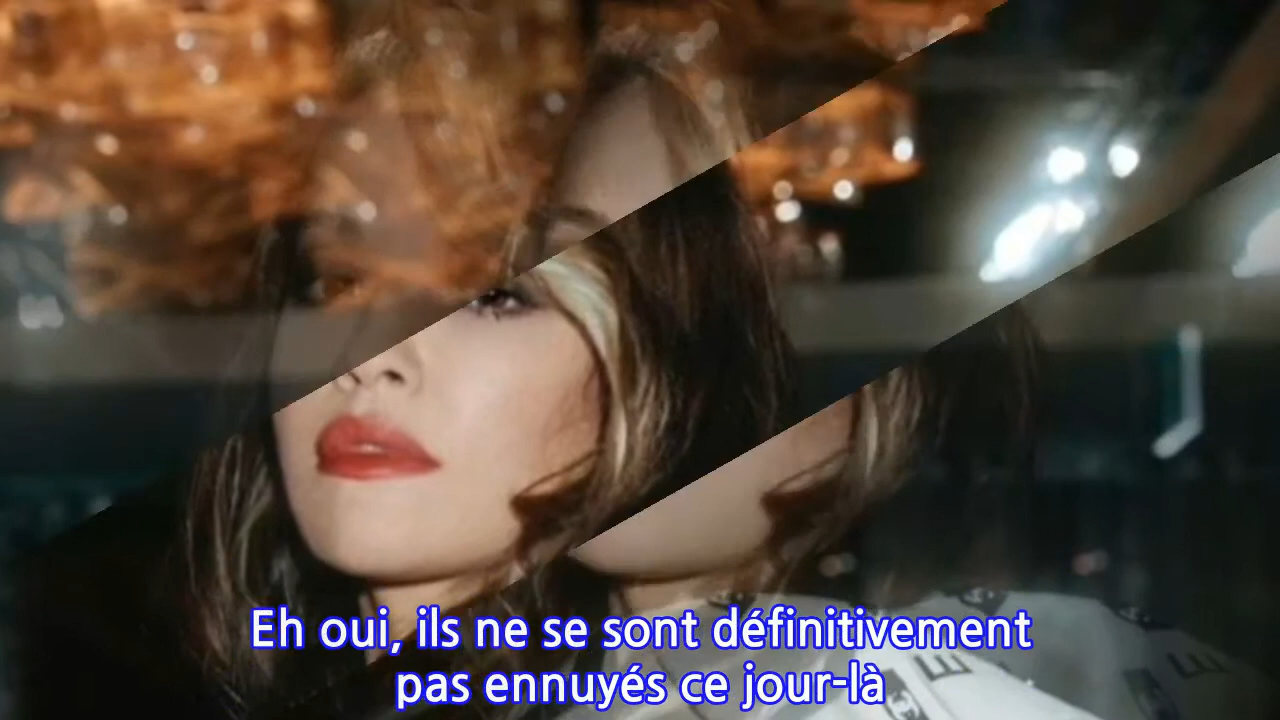 Eh oui, ils ne se sont définitivement
pas ennuyés ce jour-là